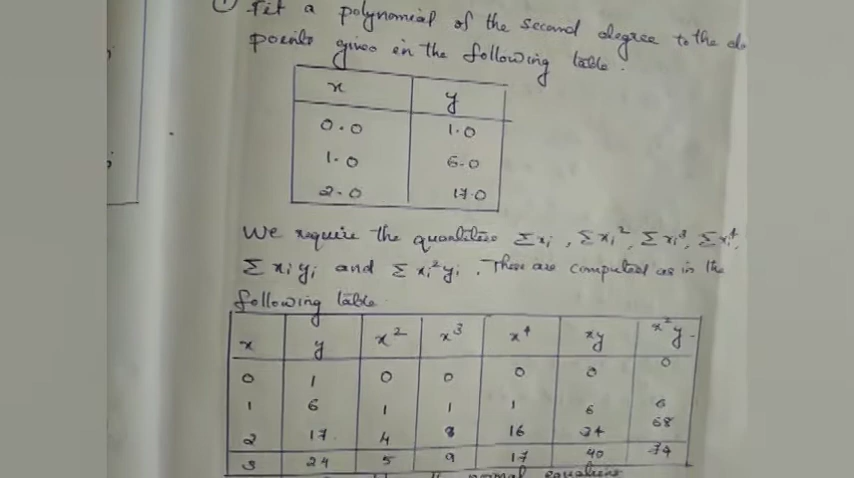 ① Fit a polynomial of the second degree to the
points given in the following table.
x y
0.0 1.0
1.0 6.0
2.0 17.0
We require the quantities Σxi, Σxi², Σxi³, Σxi⁴,
Σxiyi and Σxi²yi. These are computed as in the
following table
x y x² x³ x⁴ xy x²y
0 1 0 0 0 0 0
1 6 1 1 1 6 6
2 17 4 8 16 34 68
3 24 5 9 17 40 74
normal equations